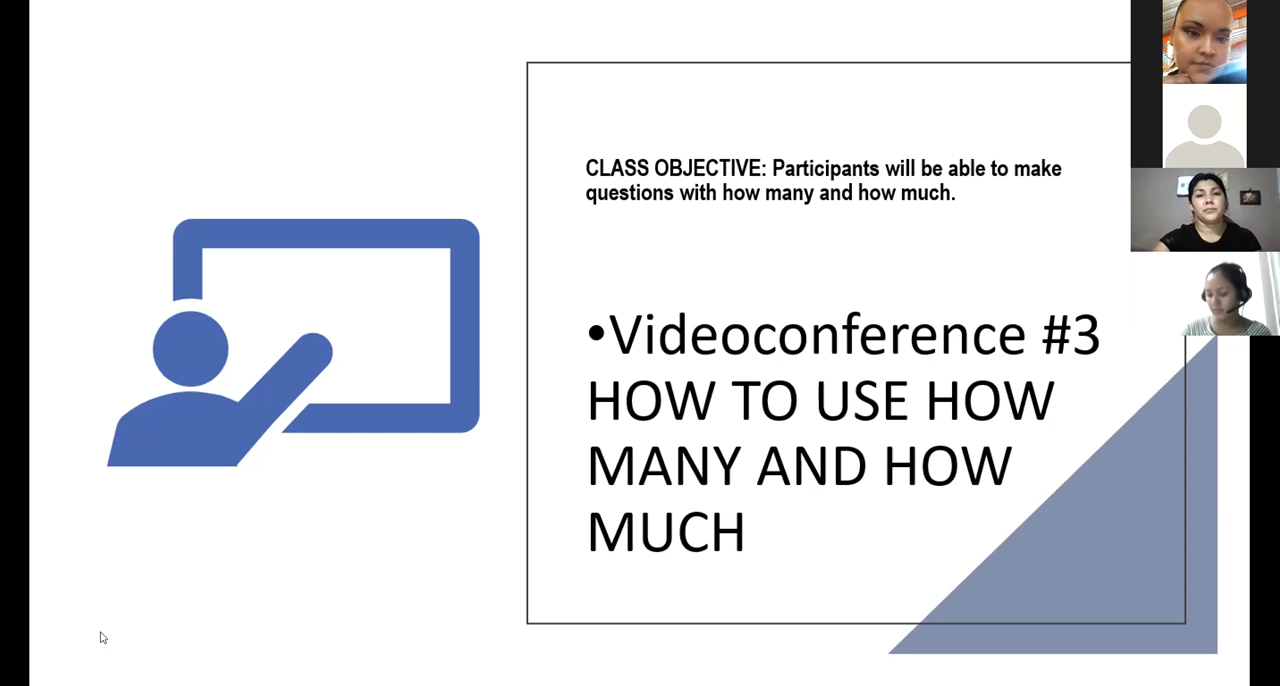 CLASS OBJECTIVE: Participants will be able to make
questions with how many and how much.
•Videoconference #3
HOW TO USE HOW
MANY AND HOW
MUCH